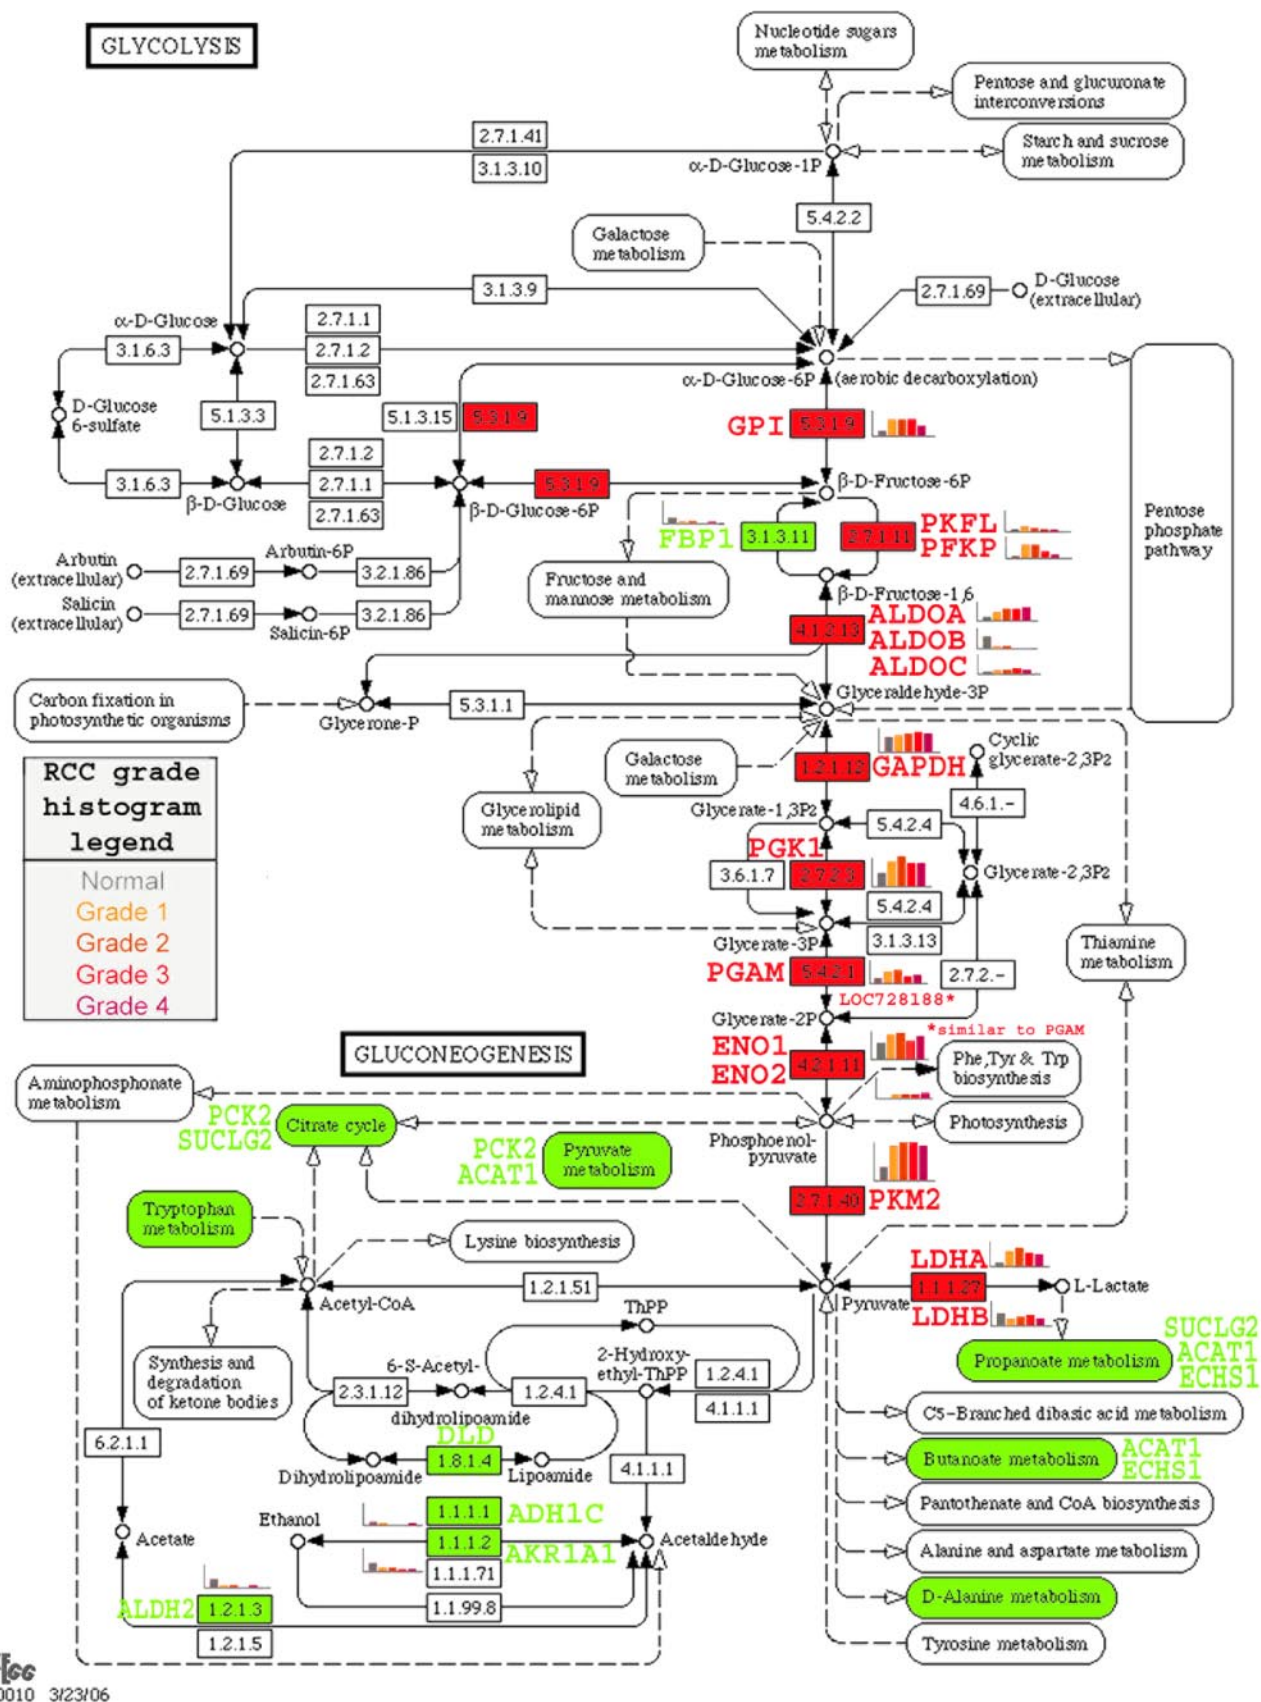 GLYCOLYSIS
Nucleotide sugars
metabolism
Pentose and glucuronate
interconversions
Starch and sucrose
metabolism
2.7.1.41
3.1.3.10
α-D-Glucose-1P
5.4.2.2
Galactose
metabolism
3.1.3.9
2.7.1.69
D-Glucose
(extracellular)
α-D-Glucose
2.7.1.1
3.1.6.3
2.7.1.2
2.7.1.63
α-D-Glucose-6P
(aerobic decarboxylation)
D-Glucose
6-sulfate
5.1.3.3
5.1.3.15
5.3.1.9
GPI
5.3.1.9
2.7.1.2
3.1.6.3
2.7.1.1
5.3.1.9
2.7.1.63
β-D-Glucose
β-D-Glucose-6P
β-D-Fructose-6P
Pentose
phosphate
pathway
FBP1
3.1.3.11
2.7.1.11
PKFL
PFKP
Arbutin
(extracellular)
2.7.1.69
Arbutin-6P
3.2.1.86
Salicin
(extracellular)
2.7.1.69
Salicin-6P
3.2.1.86
Fructose and
mannose metabolism
β-D-Fructose-1,6
4.1.2.13
ALDOA
ALDOB
ALDOC
Carbon fixation in
photosynthetic organisms
Glycerone-P
5.3.1.1
Glyceraldehyde-3P
RCC grade
histogram
legend
Normal
Grade 1
Grade 2
Grade 3
Grade 4
Galactose
metabolism
1.2.1.12
GAPDH
Cyclic
glycerate-2,3P2
Glycerolipid
metabolism
Glycerate-1,3P2
5.4.2.4
4.6.1.-
PGK1
3.6.1.7
2.7.2.3
Glycerate-2,3P2
5.4.2.4
3.1.3.13
Glycerate-3P
Thiamine
metabolism
PGAM
5.4.2.1
2.7.2.-
LOC728188*
Glycerate-2P
*similar to PGAM
GLUCONEOGENESIS
ENO1
ENO2
4.2.1.11
Phe,Tyr & Trp
biosynthesis
Aminophosphonate
metabolism
PCK2
SUCLG2
Citrate cycle
Photosynthesis
Phosphoenol-
pyruvate
PCK2
ACAT1
Pyruvate
metabolism
2.7.1.40
PKM2
Tryptophan
metabolism
Lysine biosynthesis
LDHA
1.2.1.51
1.1.1.27
L-Lactate
Acetyl-CoA
Pyruvate
LDHB
ThPP
SUCLG2
ACAT1
ECHS1
Propanoate metabolism
Synthesis and
degradation
of ketone bodies
6-S-Acetyl-
dihydrolipoamide
2-Hydroxy-
ethyl-ThPP
2.3.1.12
1.2.4.1
1.2.4.1
4.1.1.1
C5-Branched dibasic acid metabolism
6.2.1.1
DLD
1.8.1.4
Dihydrolipoamide
Lipoamide
4.1.1.1
Butanoate metabolism
ACAT1
ECHS1
Pantothenate and CoA biosynthesis
Acetate
Ethanol
1.1.1.1
ADH1C
1.1.1.2
AKR1A1
1.1.1.71
Acetaldehyde
Alanine and aspartate metabolism
ALDH2
1.2.1.3
1.1.99.8
D-Alanine metabolism
1.2.1.5
Tyrosine metabolism
0010 3/23/06